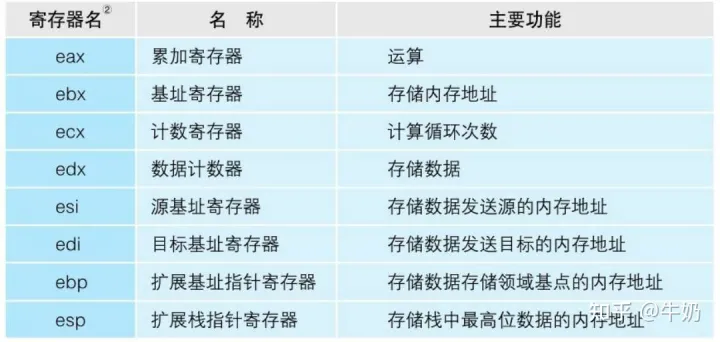 寄存器名② 名 称 主要功能
eax 累加寄存器 运算
ebx 基址寄存器 存储内存地址
ecx 计数寄存器 计算循环次数
edx 数据计数器 存储数据
esi 源基址寄存器 存储数据发送源的内存地址
edi 目标基址寄存器 存储数据发送目标的内存地址
ebp 扩展基址指针寄存器 存储数据存储领域基点的内存地址
esp 扩展栈指针寄存器 存储栈中最高位数据的内存地址
知乎 @牛奶